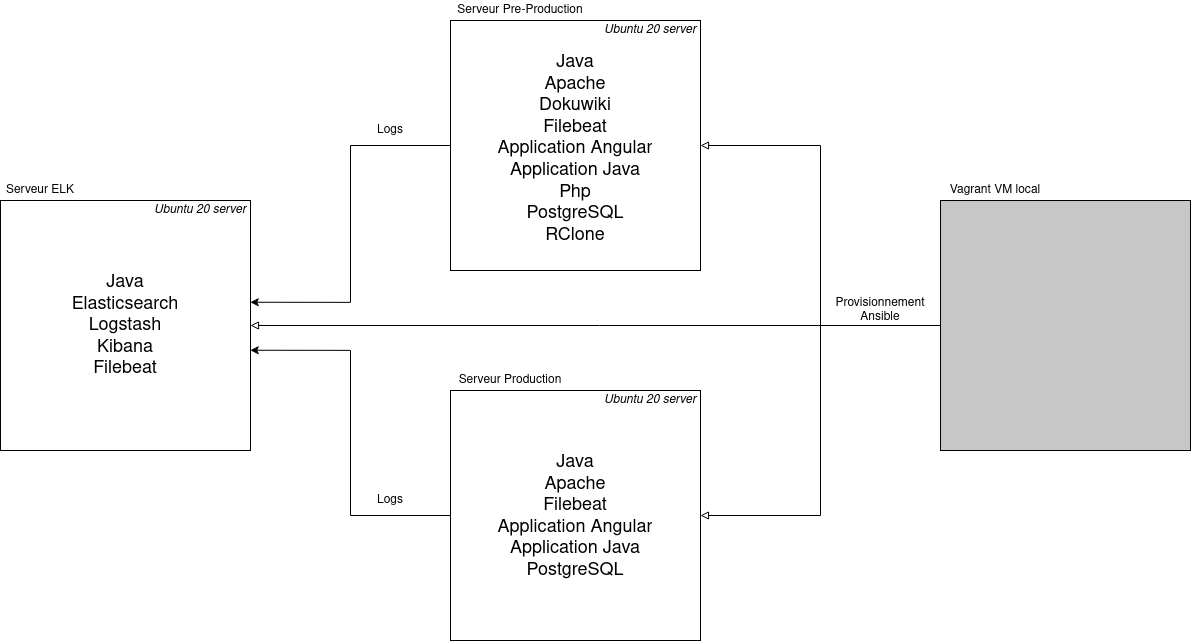 Serveur Pre-Production
Ubuntu 20 server
Java
Apache
Dokuwiki
Filebeat
Application Angular
Application Java
Php
PostgreSQL
RClone
Logs
Serveur ELK
Ubuntu 20 server
Java
Elasticsearch
Logstash
Kibana
Filebeat
Vagrant VM local
Provisionnement
Ansible
Serveur Production
Ubuntu 20 server
Java
Apache
Filebeat
Application Angular
Application Java
PostgreSQL
Logs